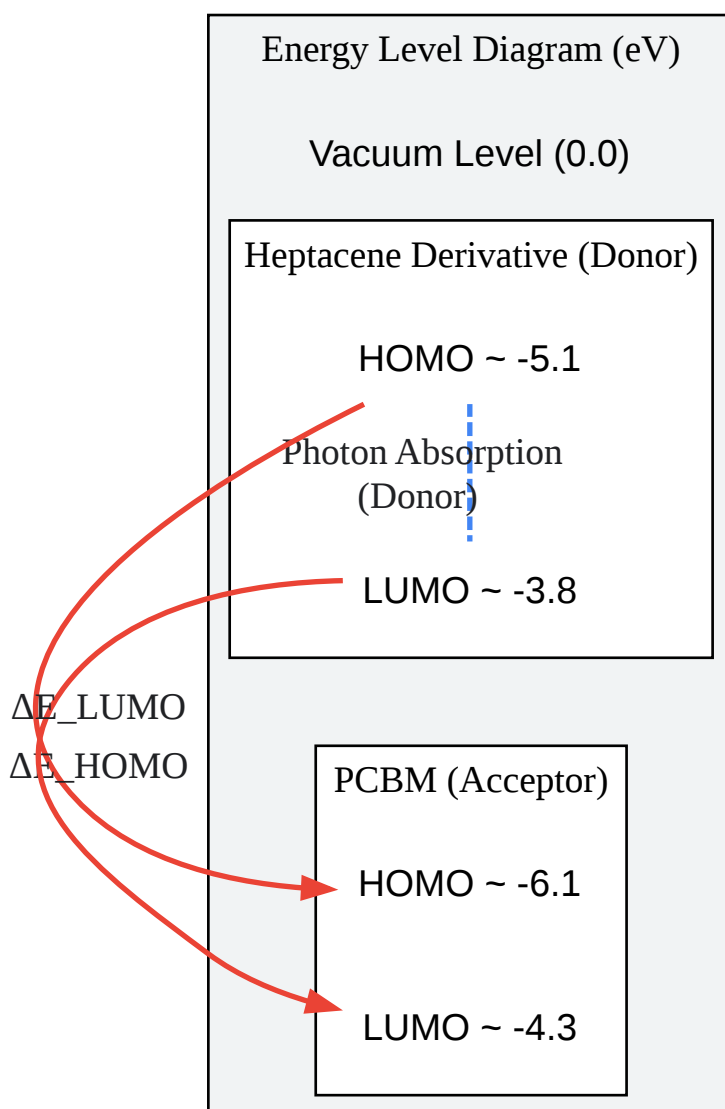 Energy Level Diagram (eV)
Vacuum Level (0.0)
Heptacene Derivative (Donor)
HOMO ~ -5.1
Photon Absorption
(Donor)
LUMO ~ -3.8
ΔE_LUMO
ΔE_HOMO
PCBM (Acceptor)
HOMO ~ -6.1
LUMO ~ -4.3